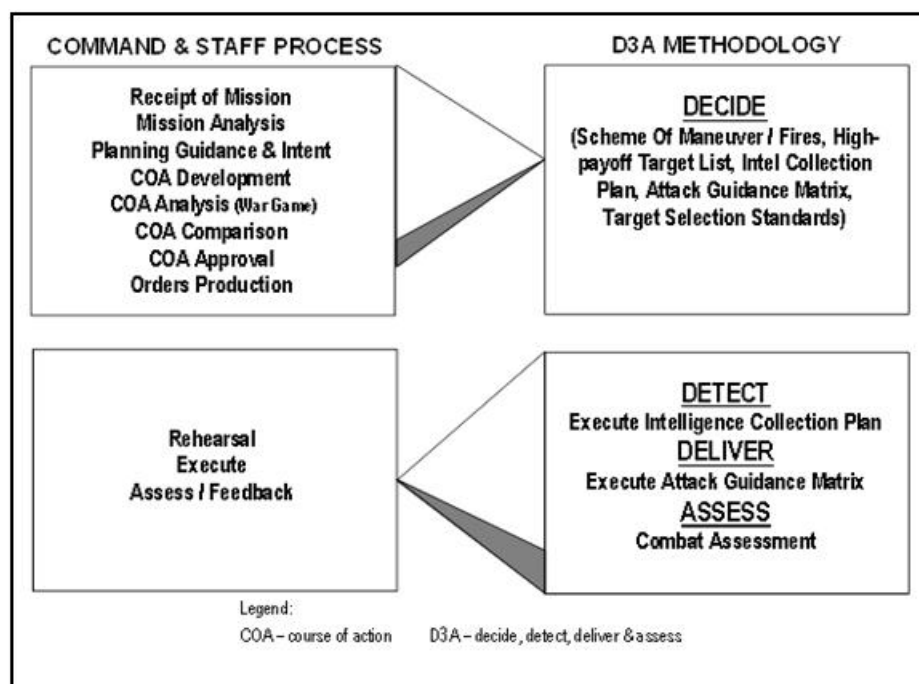 COMMAND & STAFF PROCESS
Receipt of Mission
Mission Analysis
Planning Guidance & Intent
COA Development
COA Analysis (War Game)
COA Comparison
COA Approval
Orders Production
D3A METHODOLOGY
DECIDE
(Scheme Of Maneuver / Fires, High-
payoff Target List, Intel Collection
Plan, Attack Guidance Matrix,
Target Selection Standards)
Rehearsal
Execute
Assess / Feedback
DETECT
Execute Intelligence Collection Plan
DELIVER
Execute Attack Guidance Matrix
ASSESS
Combat Assessment
Legend:
COA – course of action D3A – decide, detect, deliver & assess